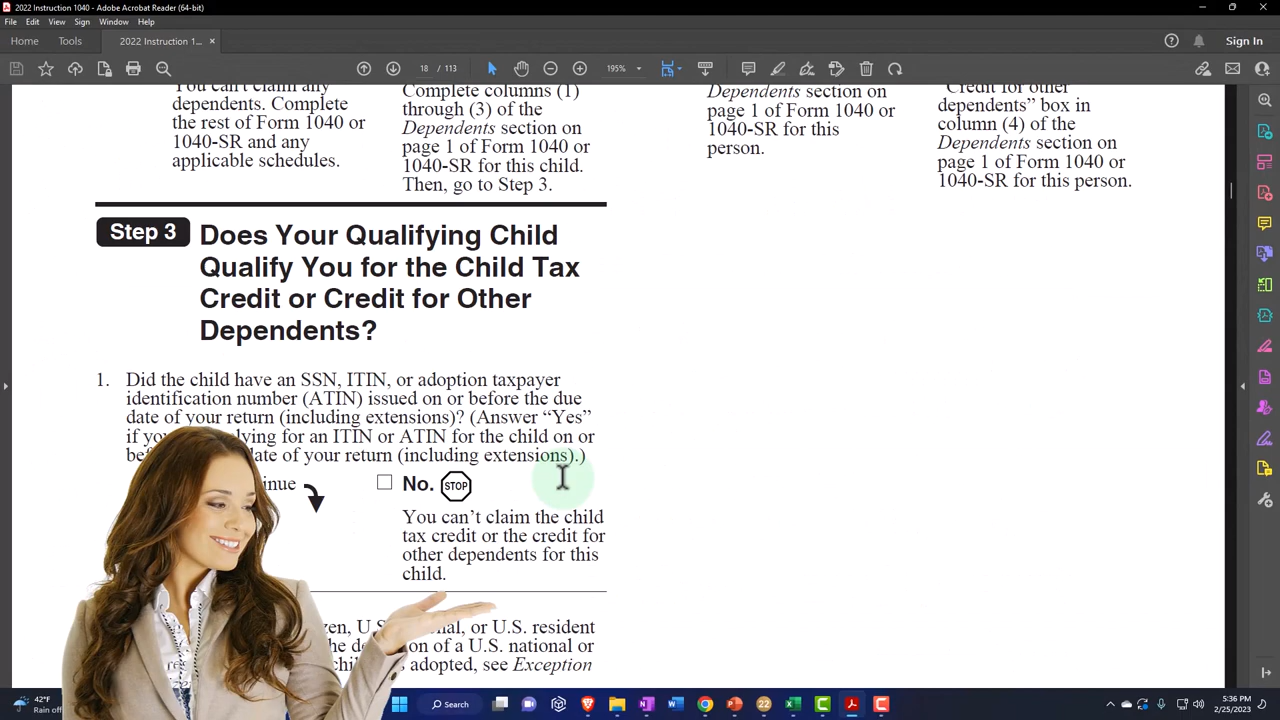 2022 Instruction 1040 - Adobe Acrobat Reader (64-bit)
File Edit View Sign Window Help
Home Tools 2022 Instruction 1... × Sign In
18 / 113 195%
You can't claim any
dependents. Complete
the rest of Form 1040 or
1040-SR and any
applicable schedules.
Complete columns (1)
through (3) of the
Dependents section on
page 1 of Form 1040 or
1040-SR for this child.
Then, go to Step 3.
Dependents section on
page 1 of Form 1040 or
1040-SR for this
person.
"Credit for other
dependents" box in
column (4) of the
Dependents section on
page 1 of Form 1040 or
1040-SR for this person.
Step 3 Does Your Qualifying Child
Qualify You for the Child Tax
Credit or Credit for Other
Dependents?
1. Did the child have an SSN, ITIN, or adoption taxpayer
identification number (ATIN) issued on or before the due
date of your return (including extensions)? (Answer "Yes"
if you lying for an ITIN or ATIN for the child on or
ate of your return (including extensions).)
No. STOP
You can't claim the child
tax credit or the credit for
other dependents for this
child.
or U.S. resident
of a U.S. national or
adopted, see Exception
42°F
Rain off
Search
22
5:36 PM
2/25/2023